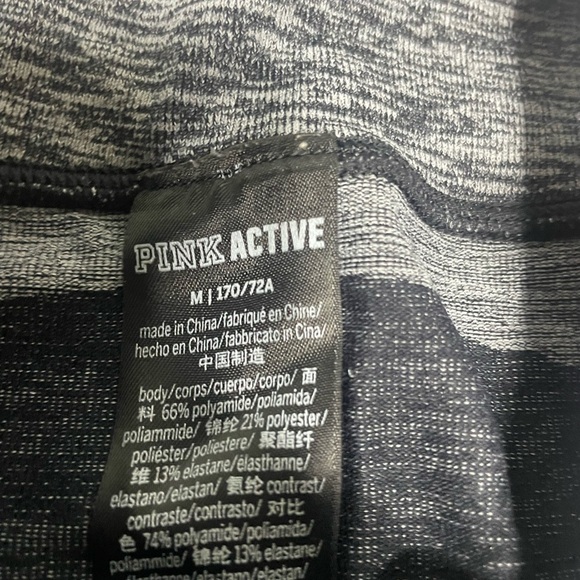 PINK ACTIVE
M | 170/72A
made in China/fabriqué en Chine/
hecho en China/fabbricato in Cina/
中国制造
body/corps/cuerpo/corpo/ 面
料 66% polyamide/poliamida/
poliammide/ 锦纶 21% polyester/
poliéster/poliestere/ 聚酯纤
维 13% elastane/élasthanne/
elastano/elastan/ 氨纶 contrast/
contraste/contrasto/ 对比
色 74% polyamide/poliamida/
poliammide/ 锦纶 13% elastane/
élasthanne/elastano/elastan/